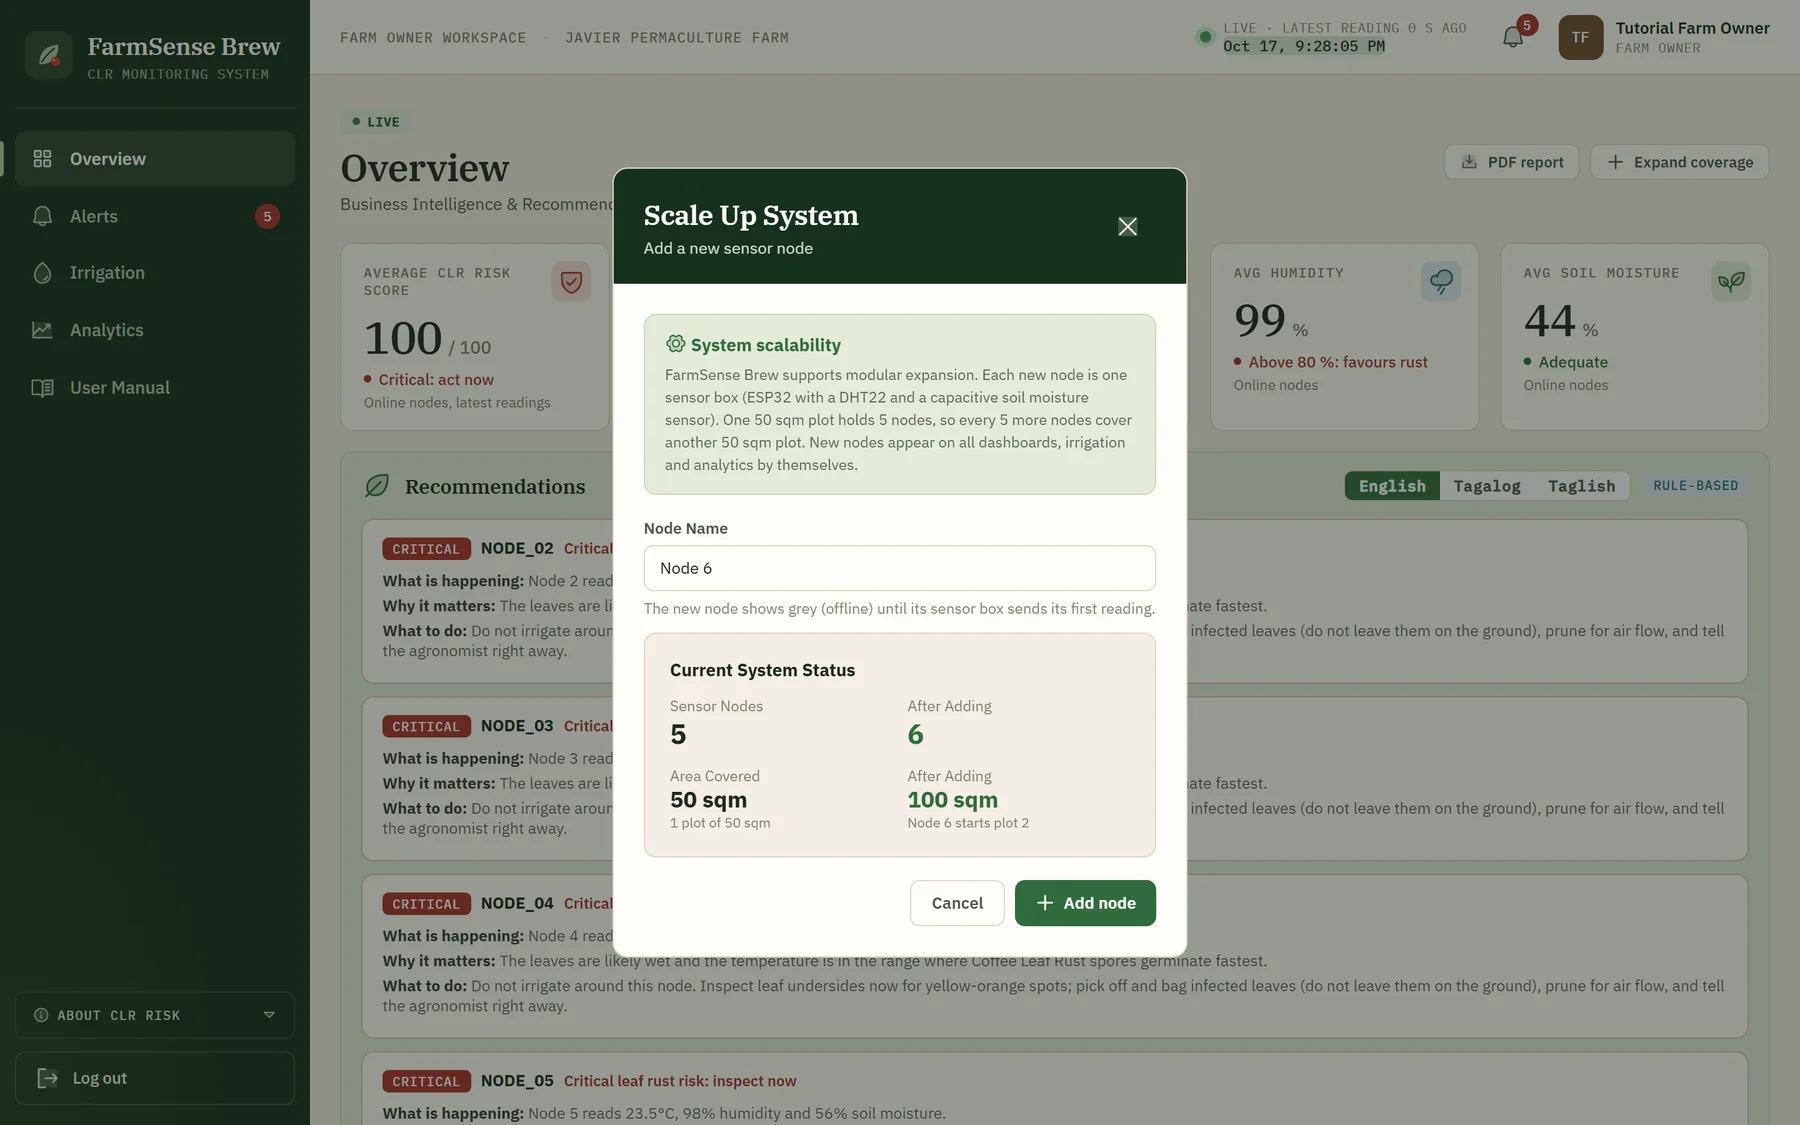 FarmSense Brew
CLR MONITORING SYSTEM
Overview
Alerts
5
Irrigation
Analytics
User Manual
ABOUT CLR RISK
Log out
FARM OWNER WORKSPACE · JAVIER PERMACULTURE FARM
LIVE · LATEST READING 0 S AGO
Oct 17, 9:28:05 PM
5
TF
Tutorial Farm Owner
FARM OWNER
LIVE
Overview
Business Intelligence & Recommend
PDF report
Expand coverage
AVERAGE CLR RISK
SCORE
100 / 100
Critical: act now
Online nodes, latest readings
AVG HUMIDITY
99 %
Above 80 %: favours rust
Online nodes
AVG SOIL MOISTURE
44 %
Adequate
Online nodes
Recommendations
English
Tagalog
Taglish
RULE-BASED
CRITICAL NODE_02 Critical
What is happening: Node 2 read
Why it matters: The leaves are li
ate fastest.
What to do: Do not irrigate aroun
infected leaves (do not leave them on the ground), prune for air flow, and tell
the agronomist right away.
CRITICAL NODE_03 Critical
What is happening: Node 3 read
Why it matters: The leaves are li
ate fastest.
What to do: Do not irrigate aroun
infected leaves (do not leave them on the ground), prune for air flow, and tell
the agronomist right away.
CRITICAL NODE_04 Critical
What is happening: Node 4 read
Why it matters: The leaves are likely wet and the temperature is in the range where Coffee Leaf Rust spores germinate fastest.
What to do: Do not irrigate around this node. Inspect leaf undersides now for yellow-orange spots; pick off and bag infected leaves (do not leave them on the ground), prune for air flow, and tell
the agronomist right away.
CRITICAL NODE_05 Critical leaf rust risk: inspect now
What is happening: Node 5 reads 23.5°C, 98% humidity and 56% soil moisture.
Scale Up System
Add a new sensor node
System scalability
FarmSense Brew supports modular expansion. Each new node is one
sensor box (ESP32 with a DHT22 and a capacitive soil moisture
sensor). One 50 sqm plot holds 5 nodes, so every 5 more nodes cover
another 50 sqm plot. New nodes appear on all dashboards, irrigation
and analytics by themselves.
Node Name
Node 6
The new node shows grey (offline) until its sensor box sends its first reading.
Current System Status
Sensor Nodes
5
After Adding
6
Area Covered
50 sqm
1 plot of 50 sqm
After Adding
100 sqm
Node 6 starts plot 2
Cancel
Add node